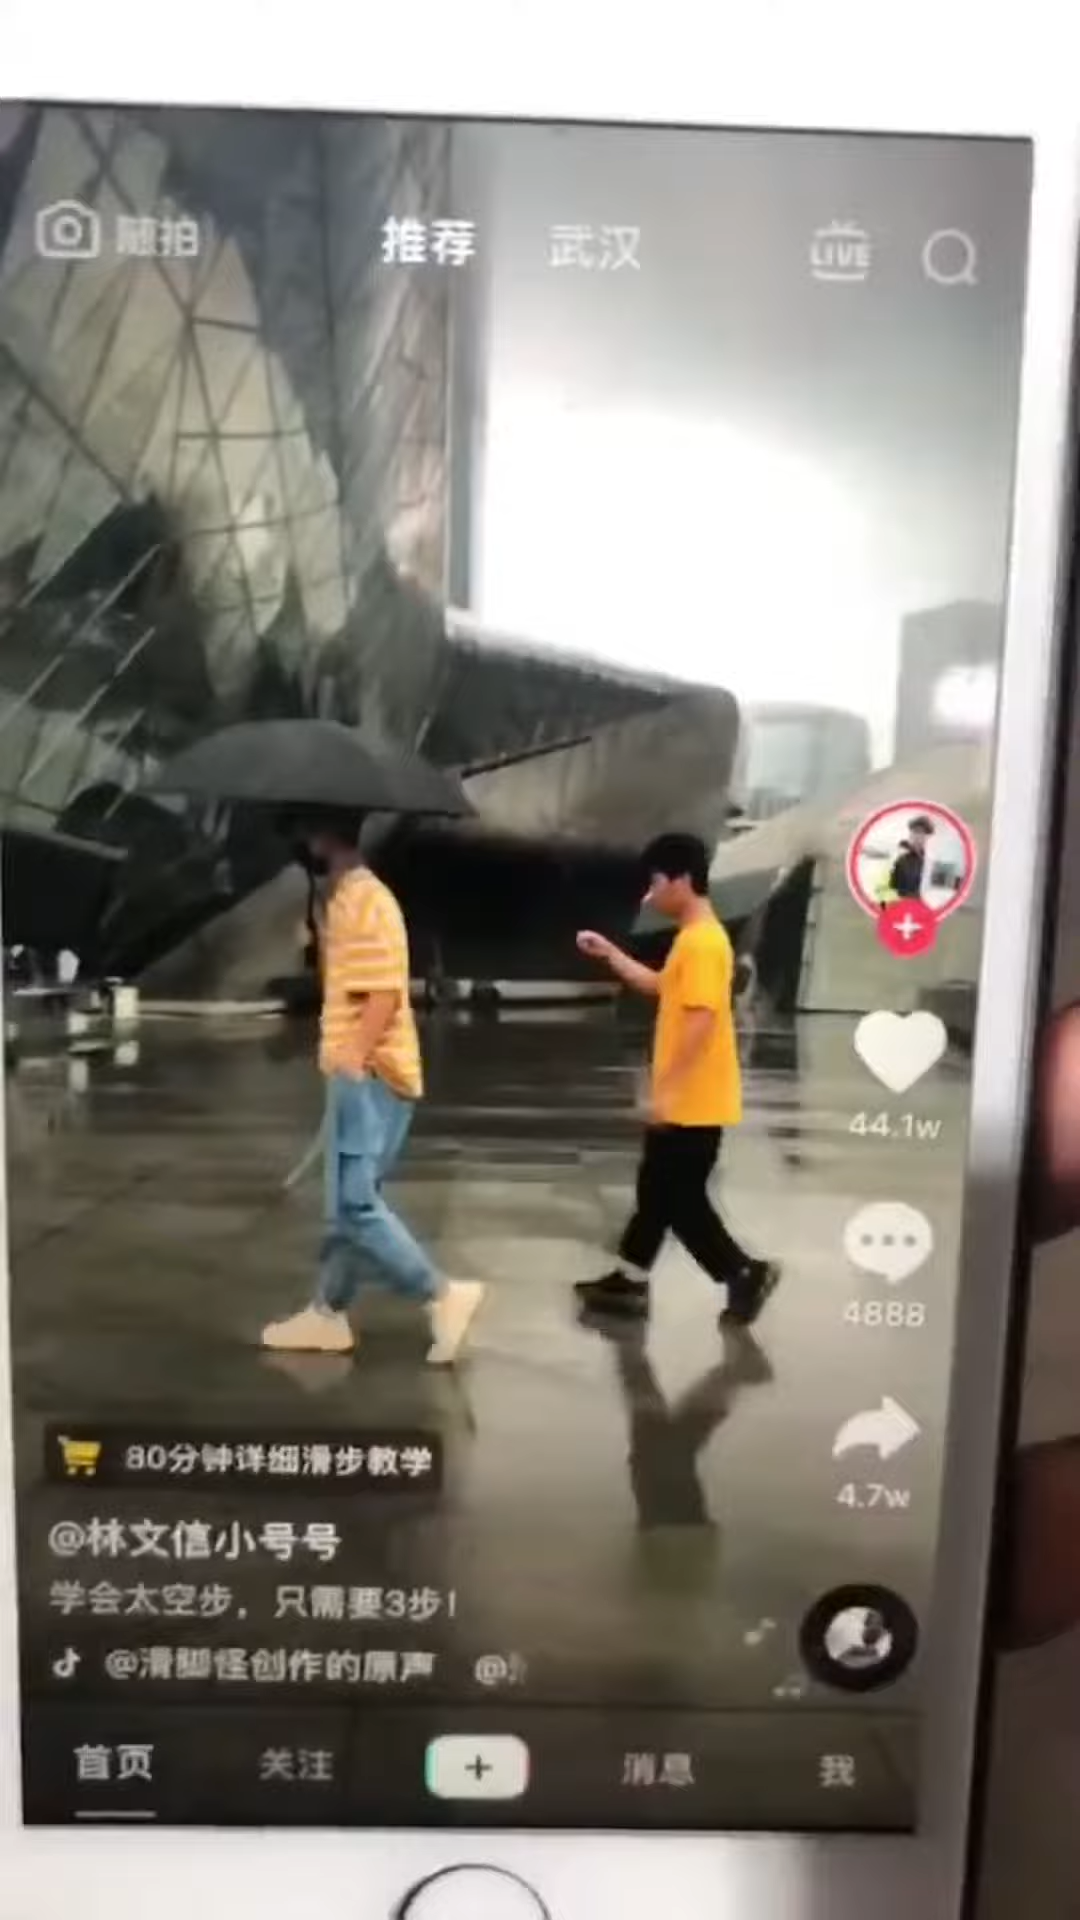 随拍
推荐
武汉
LIVE
44.1w
4888
4.7w
80分钟详细滑步教学
@林文信小号号
学会太空步，只需要3步！
@滑脚怪创作的原声 @
首页
关注
消息
我